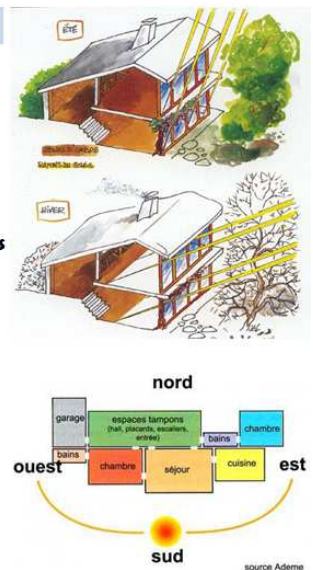 ÉTÉ
HIVER
s
nord
garage
espaces tampons
(hall, placards, escaliers,
entrée)
bains
chambre
bains
ouest
chambre
séjour
cuisine
est
sud
source Ademe